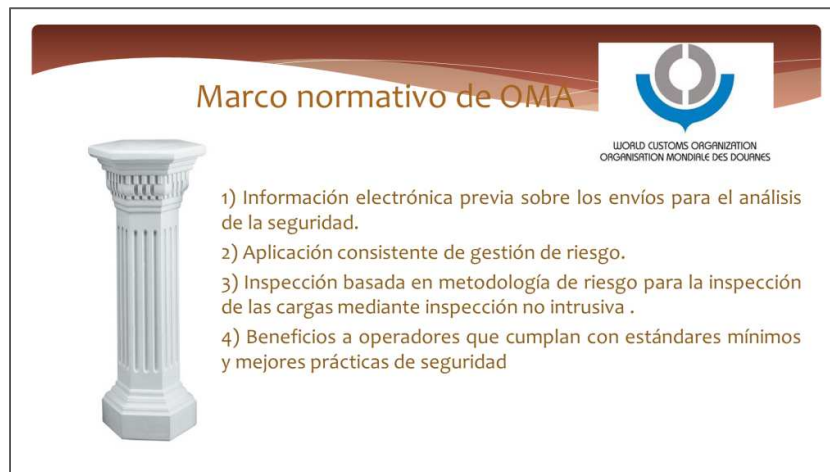 Marco normativo de OMA
WORLD CUSTOMS ORGANIZATION
ORGANISATION MONDIALE DES DOUANES
1) Información electrónica previa sobre los envíos para el análisis
de la seguridad.
2) Aplicación consistente de gestión de riesgo.
3) Inspección basada en metodología de riesgo para la inspección
de las cargas mediante inspección no intrusiva .
4) Beneficios a operadores que cumplan con estándares mínimos
y mejores prácticas de seguridad